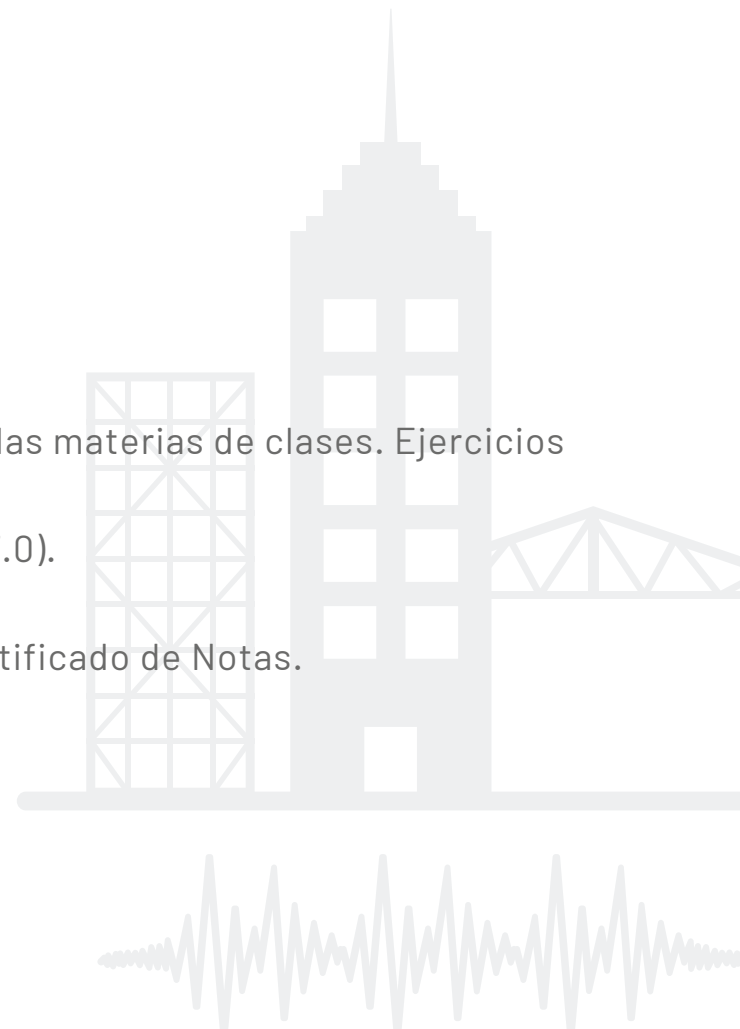 las materias de clases. Ejercicios
.0).
tificado de Notas.